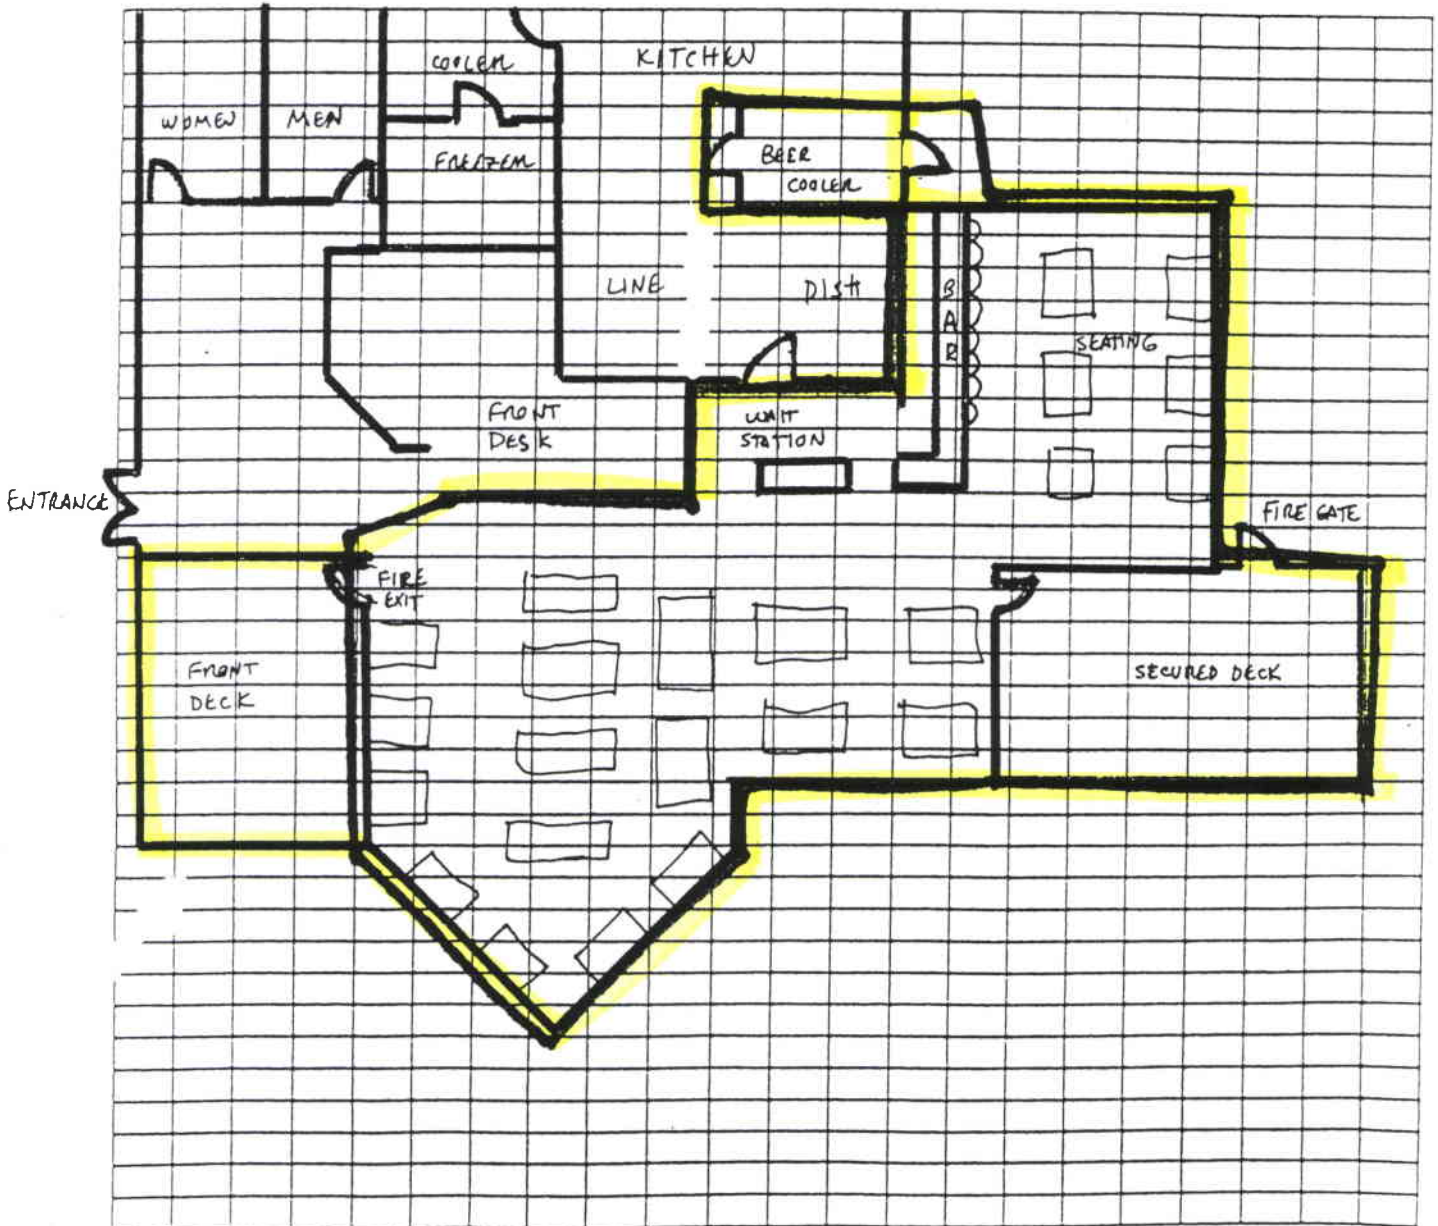 KITCHEN
COOLER
WOMEN
MEN
FREEZER
BEER
COOLER
LINE
DISH
BAR
SEATING
FRONT
DESK
WAIT
STATION
ENTRANCE
FIRE GATE
FIRE
EXIT
FRONT
DECK
SECURED DECK